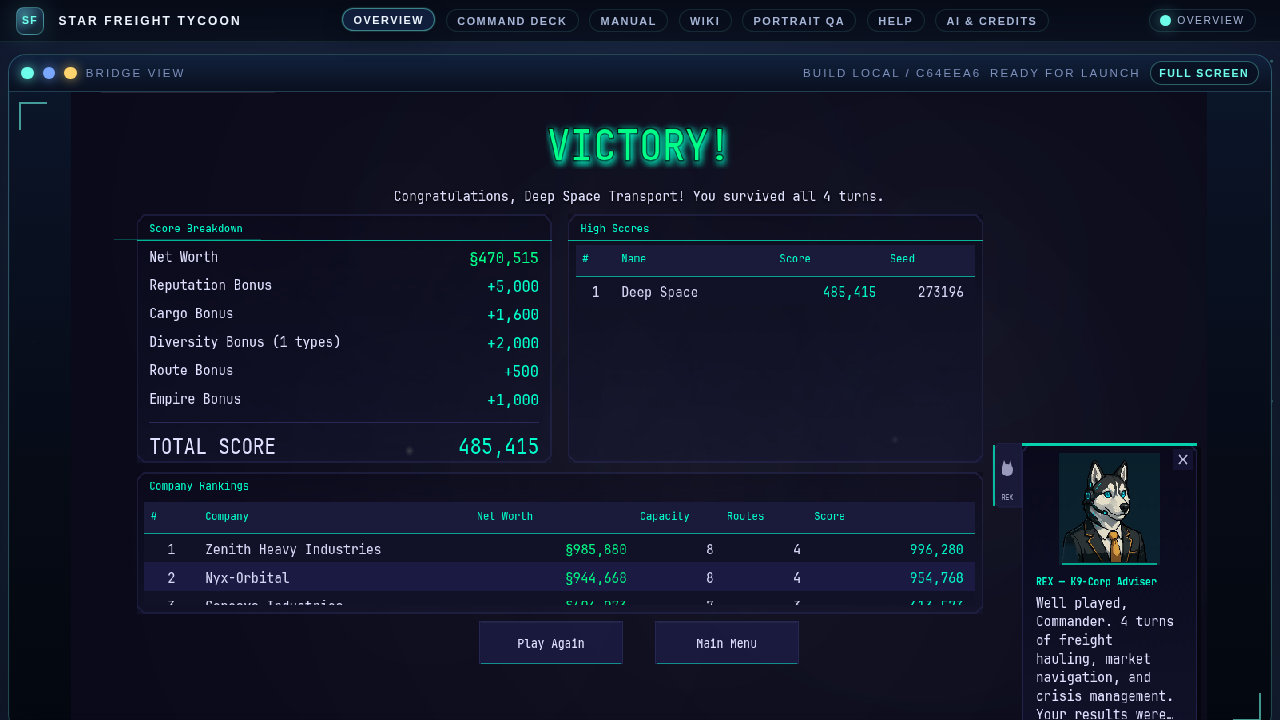 SF STAR FREIGHT TYCOON OVERVIEW COMMAND DECK MANUAL WIKI PORTRAIT QA HELP AI & CREDITS OVERVIEW
BRIDGE VIEW BUILD LOCAL / C64EEA6 READY FOR LAUNCH FULL SCREEN
VICTORY!
Congratulations, Deep Space Transport! You survived all 4 turns.
Score Breakdown
Net Worth §470,515
Reputation Bonus +5,000
Cargo Bonus +1,600
Diversity Bonus (1 types) +2,000
Route Bonus +500
Empire Bonus +1,000
TOTAL SCORE 485,415
High Scores
# Name Score Seed
1 Deep Space 485,415 273196
Company Rankings
# Company Net Worth Capacity Routes Score
1 Zenith Heavy Industries §985,880 8 4 996,280
2 Nyx-Orbital §944,668 8 4 954,768
Industries
Play Again Main Menu
REX
X
REX — K9-Corp Adviser
Well played,
Commander. 4 turns
of freight
hauling, market
navigation, and
crisis management.
Your results were…